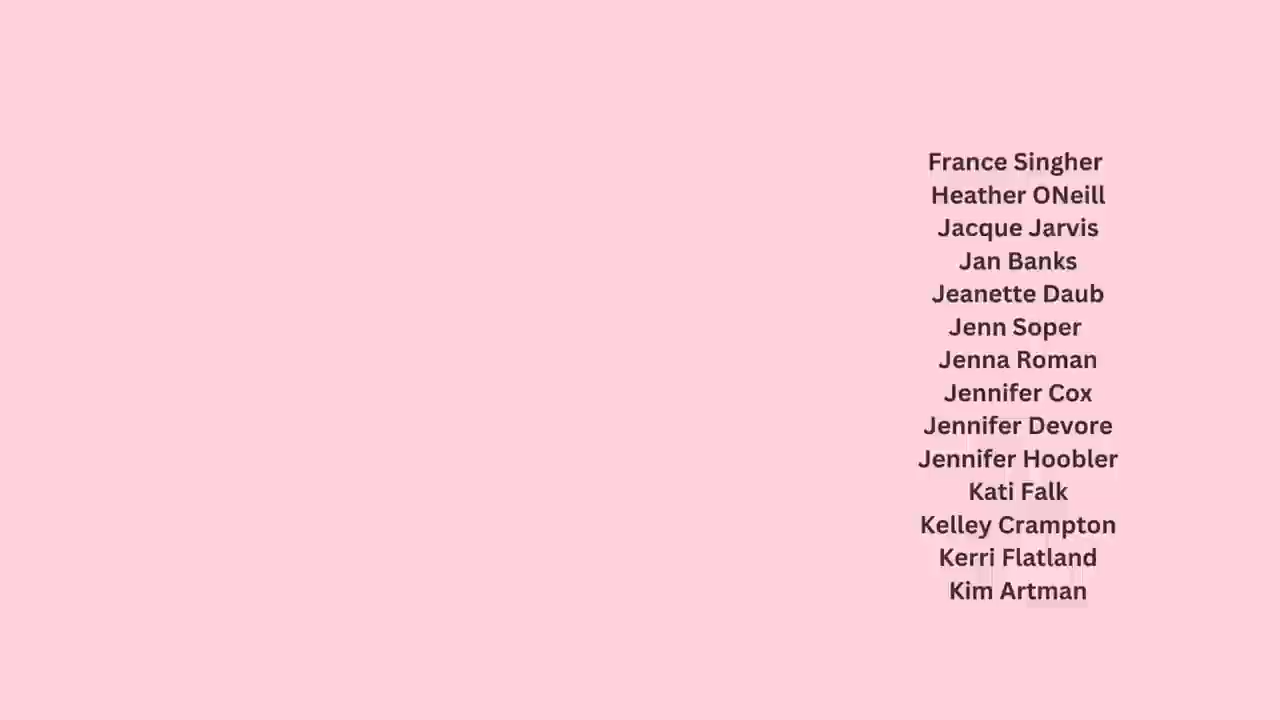 France Singher
Heather ONeill
Jacque Jarvis
Jan Banks
Jeanette Daub
Jenn Soper
Jenna Roman
Jennifer Cox
Jennifer Devore
Jennifer Hoobler
Kati Falk
Kelley Crampton
Kerri Flatland
Kim Artman